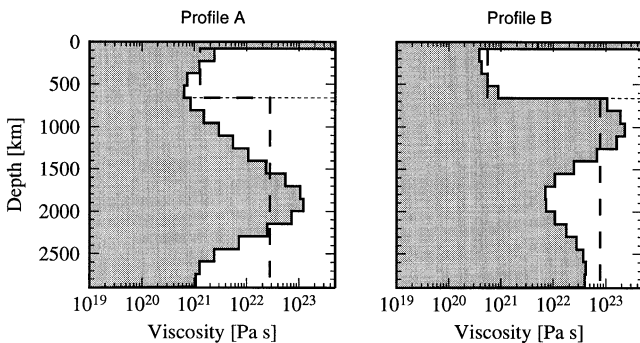 Profile A
Profile B
Depth [km]
0
500
1000
1500
2000
2500
10¹⁹ 10²⁰ 10²¹ 10²² 10²³
10¹⁹ 10²⁰ 10²¹ 10²² 10²³
Viscosity [Pa s]
Viscosity [Pa s]